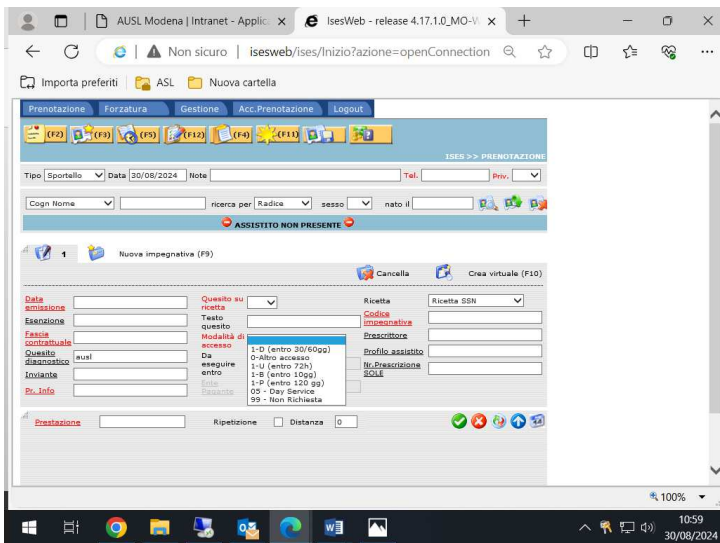 AUSL Modena | Intranet - Applic
IsesWeb - release 4.17.1.0_MO-W
Non sicuro | isesweb/ises/Inizio?azione=openConnection
Importa preferiti ASL Nuova cartella
Prenotazione Forzatura Gestione Acc.Prenotazione Logout
(F2) (F3) (F5) (F12) (F4) (F11)
ISES >> PRENOTAZIONE
Tipo Sportello Data 30/08/2024 Note Tel. Priv.
Cogn Nome ricerca per Radice sesso nato il
ASSISTITO NON PRESENTE
1 Nuova impegnativa (F9)
Cancella Crea virtuale (F10)
Data emissione
Quesito su ricetta
Ricetta Ricetta SSN
Esenzione
Testo quesito
Codice impegnativa
Fascia contrattuale
Modalità di accesso
Prescrittore
Quesito diagnostico ausl
Da eseguire entro
Profilo assistito
Inviante
Ente Pagante
Nr.Prescrizione SOLE
Pr. Info
1-D (entro 30/60gg)
0-Altro accesso
1-U (entro 72h)
1-B (entro 10gg)
1-P (entro 120 gg)
05 - Day Service
99 - Non Richiesta
Prestazione Ripetizione Distanza 0
100%
10:59
30/08/2024